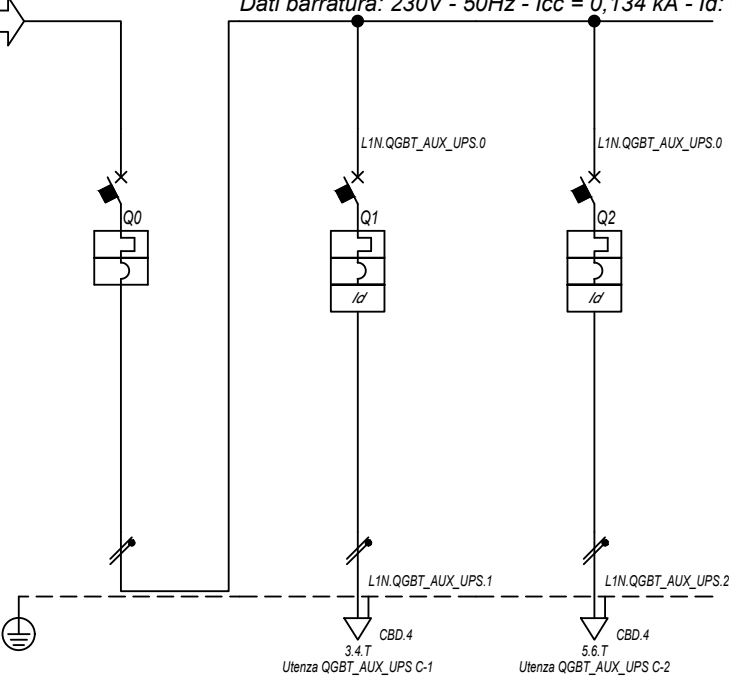 Dati barratura: 230V - 50Hz - Icc = 0,134 kA - Id:
L1N.QGBT_AUX_UPS.0
L1N.QGBT_AUX_UPS.0
Q0
Q1
Q2
Id
Id
L1N.QGBT_AUX_UPS.1
L1N.QGBT_AUX_UPS.2
CBD.4
CBD.4
3.4.T
5.6.T
Utenza QGBT_AUX_UPS C-1
Utenza QGBT_AUX_UPS C-2